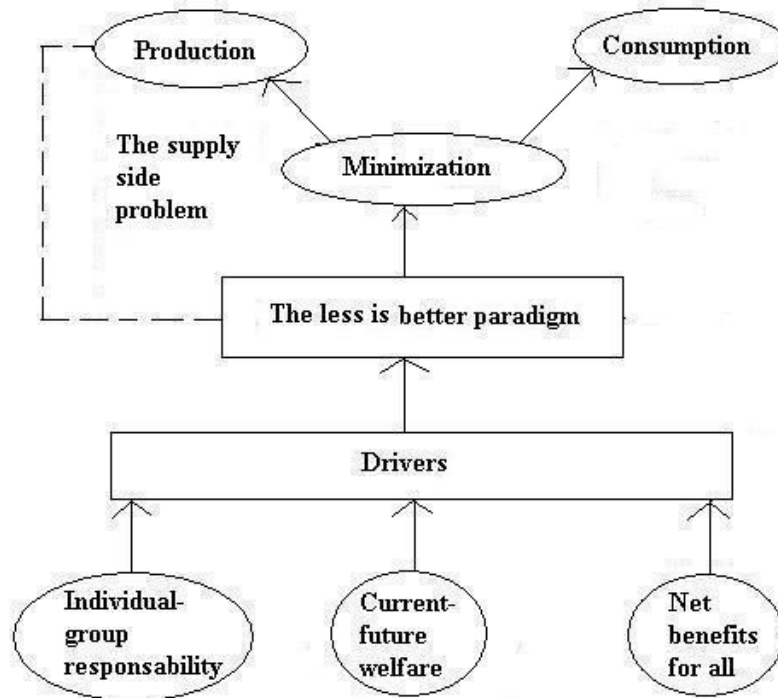 Production
Consumption
The supply
side
problem
Minimization
The less is better paradigm
Drivers
Individual-
group
responsability
Current-
future
welfare
Net
benefits
for all